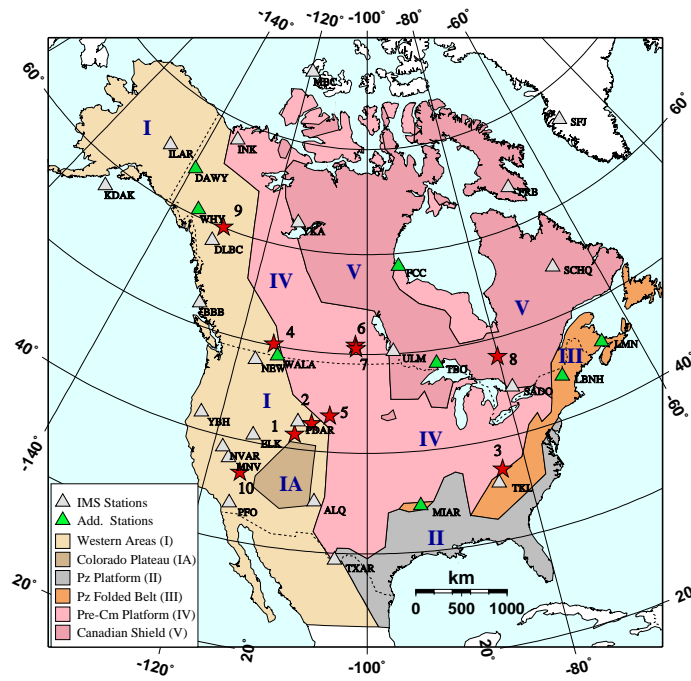 -140°
-120°
-100°
-80°
-60°
60°
60°
MBC
SFJ
I
INK
ILAR
DAWY
KDAK
FRB
WHY
9
YKA
DLBC
V
FCC
SCHQ
IV
BBB
V
4
6
7
LMN
III
40°
NEW
WALA
ULM
TBQ
8
LBNH
-60°
SADO
I
2
5
YBH
1
PDAR
ELK
IV
-140°
NVAR
MNV
3
10
IA
TKL
PFO
ALQ
MIAR
II
TXAR
20°
20°
km
0 500 1000
IMS Stations
Add. Stations
Western Areas (I)
Colorado Plateau (IA)
Pz Platform (II)
Pz Folded Belt (III)
Pre-Cm Platform (IV)
Canadian Shield (V)
-120°
20°
-100°
20°
-80°
40°